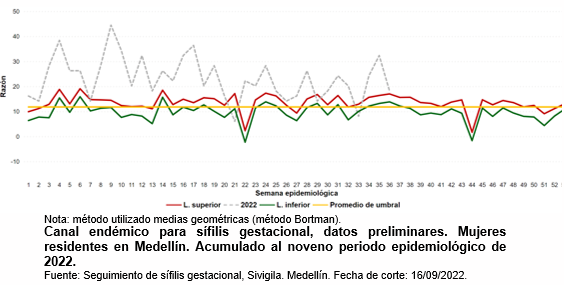 50
40
30
20
10
0
-10
Razón
1 2 3 4 5 6 7 8 9 10 11 12 13 14 15 16 17 18 19 20 21 22 23 24 25 26 27 28 29 30 31 32 33 34 35 36 37 38 39 40 41 42 43 44 45 46 47 48 49 50 51 52
Semana epidemiológica
L. superior 2022 L. inferior Promedio de umbral
Nota: método utilizado medias geométricas (método Bortman).
Canal endémico para sífilis gestacional, datos preliminares. Mujeres
residentes en Medellín. Acumulado al noveno periodo epidemiológico de
2022.
Fuente: Seguimiento de sífilis gestacional, Sivigila. Medellín. Fecha de corte: 16/09/2022.